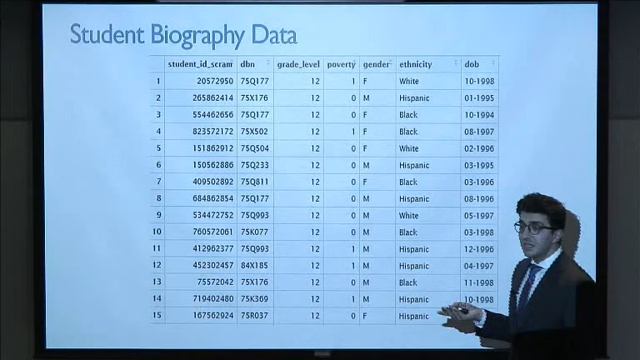 Student Biography Data
student_id_scram dbn grade_level poverty gender ethnicity dob
1 20572950 75Q177 12 1 F White 10-1998
2 265862414 75X176 12 0 M Hispanic 01-1995
3 554462656 75Q177 12 0 F Black 10-1994
4 823572172 75X502 12 1 F Black 08-1997
5 151862912 75Q504 12 0 F White 02-1996
6 150562886 75Q233 12 0 M Hispanic 03-1995
7 409502892 75Q811 12 0 F Black 03-1996
8 684862854 75Q177 12 0 M Hispanic 08-1996
9 534472752 75Q993 12 0 M White 05-1997
10 760572061 75K077 12 0 M Black 03-1998
11 412962377 75Q993 12 1 M Hispanic 12-1996
12 452302457 84X185 12 1 M Hispanic 04-1997
13 75572042 75X176 12 0 M Black 11-1998
14 719402480 75K369 12 1 M Hispanic 10-1998
15 167562924 75R037 12 0 F Hispanic